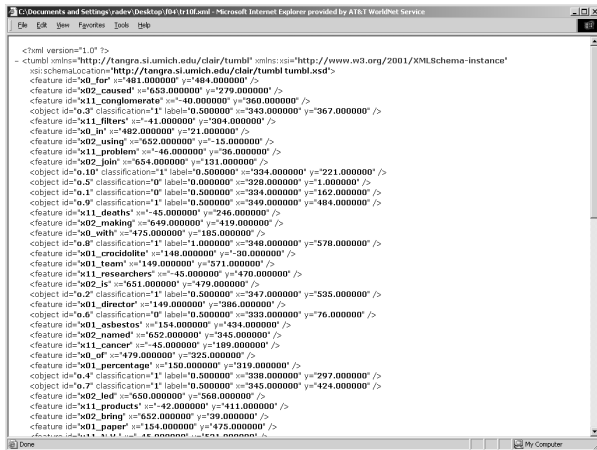 C:\Documents and Settings\radev\Desktop\f04\tr10f.xml - Microsoft Internet Explorer provided by AT&T WorldNet Service
File Edit View Favorites Tools Help
<?xml version="1.0" ?>
- <tumbl xmlns="http://tangra.si.umich.edu/clair/tumbl" xmlns:xsi="http://www.w3.org/2001/XMLSchema-instance"
xsi:schemaLocation="http://tangra.si.umich.edu/clair/tumbl tumbl.xsd">
<feature id="x0_for" x="481.000000" y="484.000000" />
<feature id="x02_caused" x="653.000000" y="279.000000" />
<feature id="x11_conglomerate" x="-40.000000" y="360.000000" />
<object id="o.3" classification="1" label="0.500000" x="343.000000" y="367.000000" />
<feature id="x11_filters" x="-41.000000" y="304.000000" />
<feature id="x0_in" x="482.000000" y="21.000000" />
<feature id="x02_using" x="652.000000" y="-15.000000" />
<feature id="x11_problem" x="-46.000000" y="36.000000" />
<feature id="x02_join" x="654.000000" y="131.000000" />
<object id="o.10" classification="1" label="0.500000" x="334.000000" y="221.000000" />
<object id="o.5" classification="0" label="0.000000" x="328.000000" y="1.000000" />
<object id="o.1" classification="0" label="0.500000" x="334.000000" y="162.000000" />
<object id="o.9" classification="1" label="0.500000" x="349.000000" y="484.000000" />
<feature id="x11_deaths" x="-45.000000" y="246.000000" />
<feature id="x02_making" x="649.000000" y="419.000000" />
<feature id="x0_with" x="475.000000" y="185.000000" />
<object id="o.8" classification="1" label="1.000000" x="348.000000" y="578.000000" />
<feature id="x01_crocidolite" x="148.000000" y="-30.000000" />
<feature id="x01_team" x="149.000000" y="571.000000" />
<feature id="x11_researchers" x="-45.000000" y="470.000000" />
<feature id="x02_is" x="651.000000" y="479.000000" />
<object id="o.2" classification="1" label="0.500000" x="347.000000" y="535.000000" />
<feature id="x01_director" x="149.000000" y="386.000000" />
<object id="o.6" classification="0" label="0.500000" x="333.000000" y="76.000000" />
<feature id="x01_asbestos" x="154.000000" y="434.000000" />
<feature id="x02_named" x="652.000000" y="345.000000" />
<feature id="x11_cancer" x="-45.000000" y="189.000000" />
<feature id="x0_of" x="479.000000" y="325.000000" />
<feature id="x01_percentage" x="150.000000" y="319.000000" />
<object id="o.4" classification="1" label="0.500000" x="338.000000" y="297.000000" />
<object id="o.7" classification="1" label="0.500000" x="345.000000" y="424.000000" />
<feature id="x02_led" x="650.000000" y="568.000000" />
<feature id="x11_products" x="-42.000000" y="411.000000" />
<feature id="x02_bring" x="652.000000" y="39.000000" />
<feature id="x01_paper" x="154.000000" y="475.000000" />
Done
My Computer